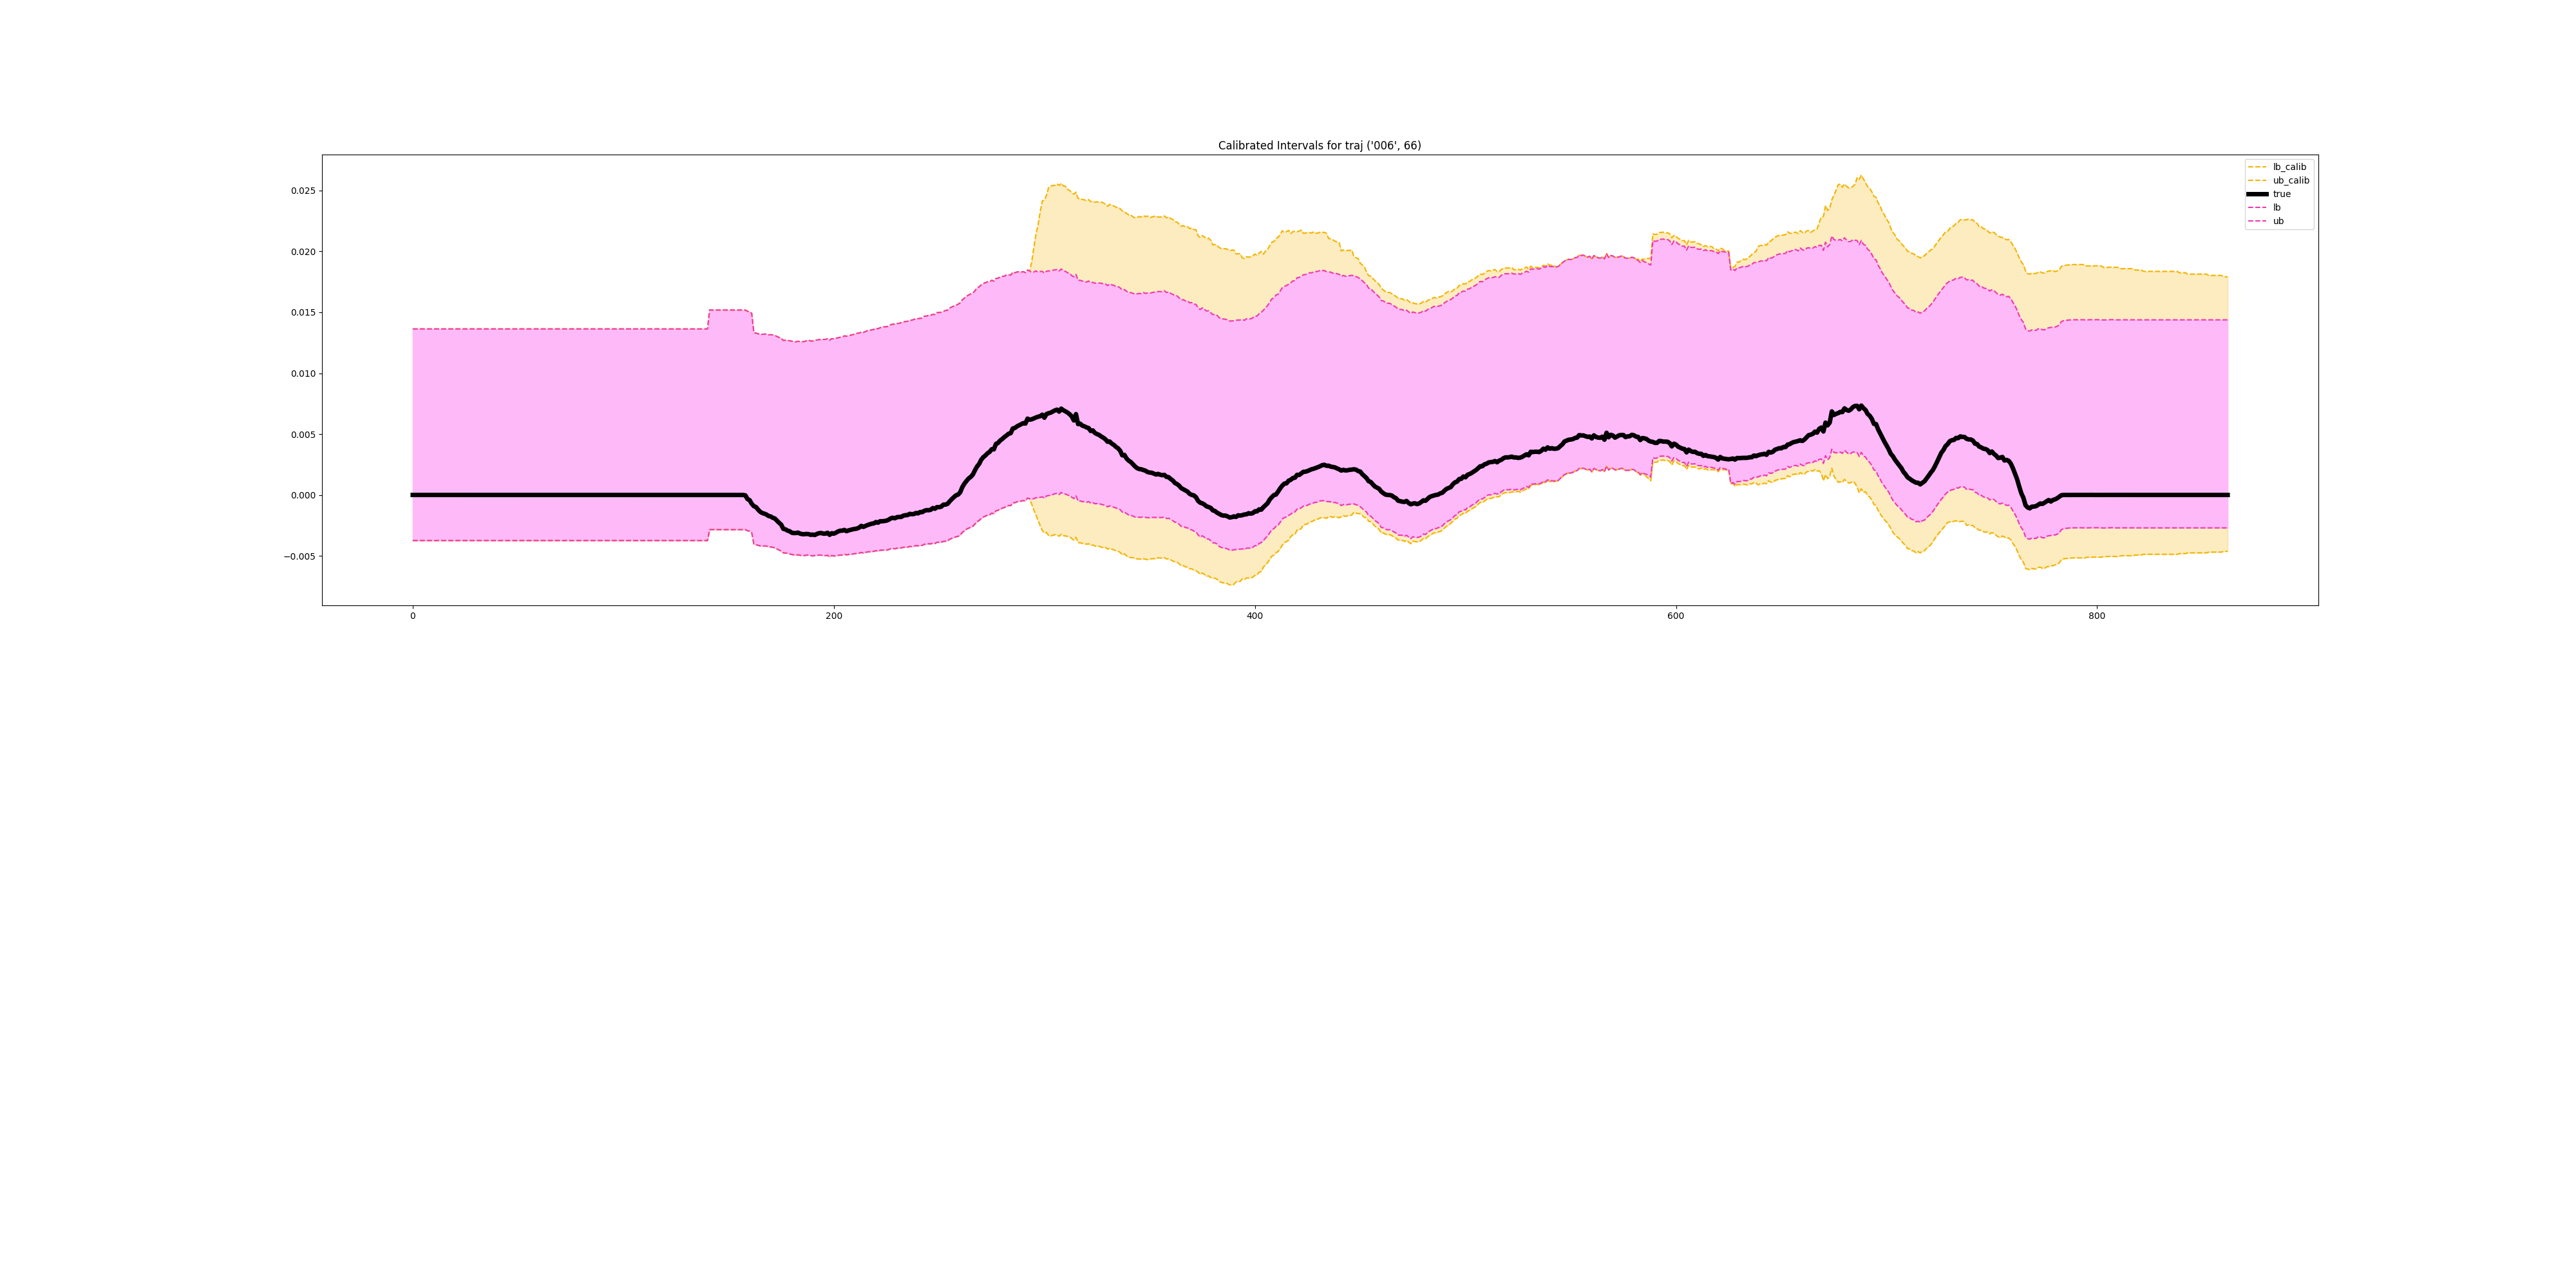 Calibrated Intervals for traj ('006', 66)
lb_calib
ub_calib
true
lb
ub
0.025
0.020
0.015
0.010
0.005
0.000
−0.005
0 200 400 600 800